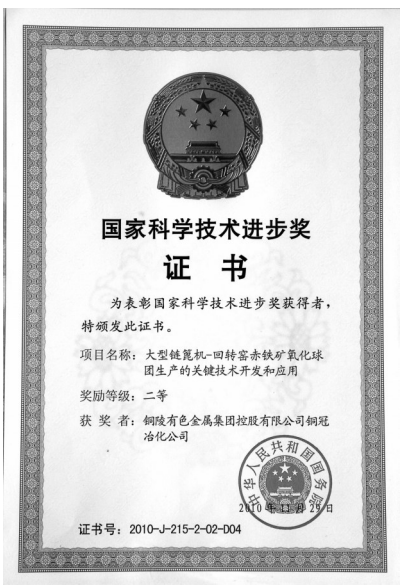 国家科学技术进步奖
证 书
为表彰国家科学技术进步奖获得者，
特颁发此证书。
项目名称：大型链篦机-回转窑赤铁矿氧化球
团生产的关键技术开发和应用
奖励等级：二等
获 奖 者：铜陵有色金属集团控股有限公司铜冠
冶化公司
中华人民共和国国务院
2010年11月29日
证书号：2010-J-215-2-02-D04